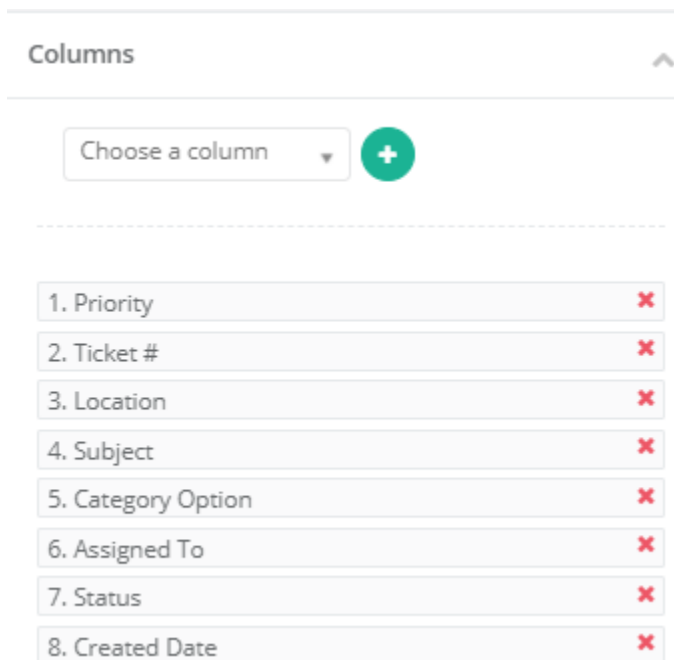 Columns
Choose a column
1. Priority
2. Ticket #
3. Location
4. Subject
5. Category Option
6. Assigned To
7. Status
8. Created Date